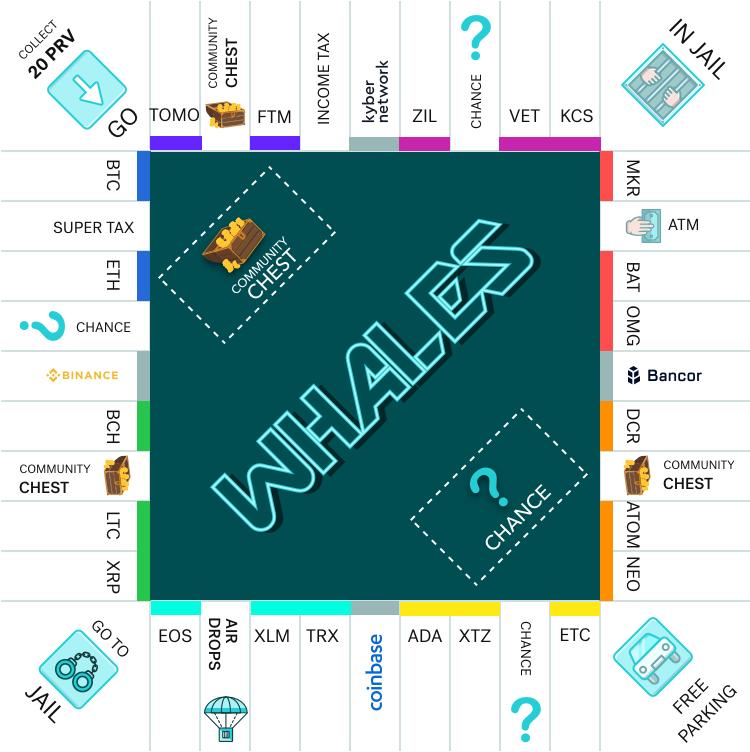 COLLECT
20 PRV
GO
TOMO
COMMUNITY
CHEST
FTM
INCOME TAX
kyber
network
ZIL
CHANCE
VET
KCS
IN JAIL
MKR
ATM
BAT
OMG
Bancor
DCR
COMMUNITY
CHEST
ATOM
NEO
FREE
PARKING
ETC
CHANCE
XTZ
ADA
coinbase
TRX
XLM
AIR
DROPS
EOS
GO TO
JAIL
XRP
LTC
COMMUNITY
CHEST
BCH
BINANCE
CHANCE
ETH
SUPER TAX
BTC
COMMUNITY
CHEST
WHALES
CHANCE